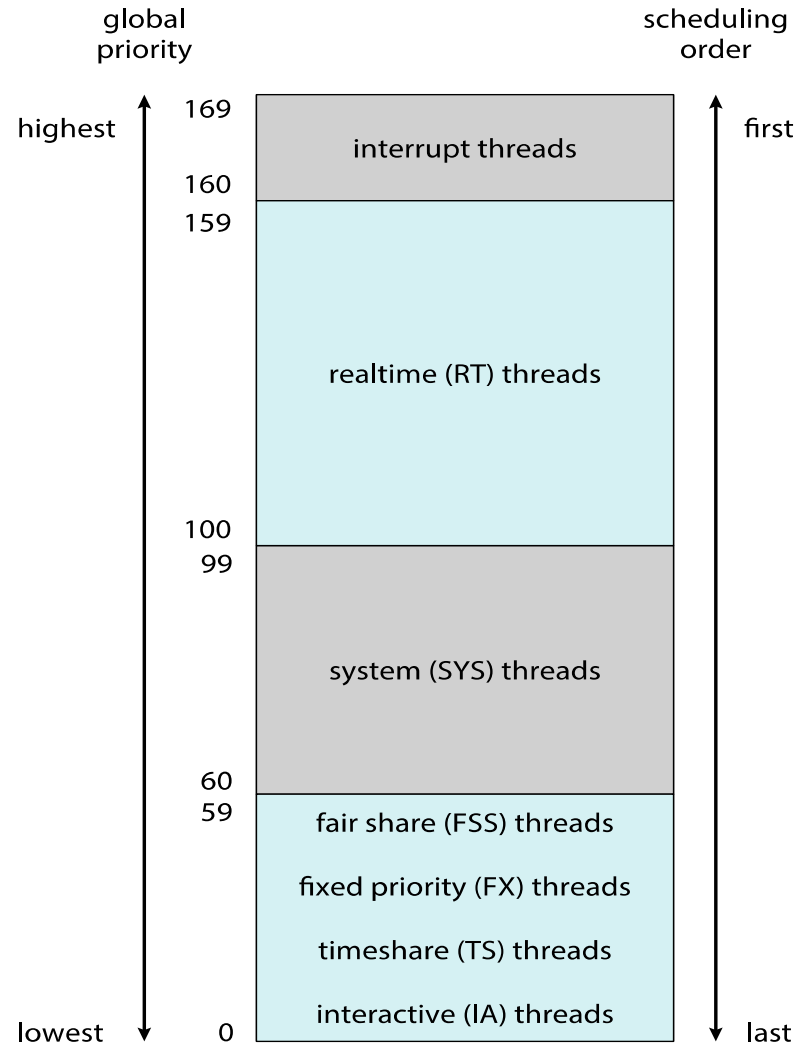 global
priority
scheduling
order
highest
169
interrupt threads
first
160
159
realtime (RT) threads
100
99
system (SYS) threads
60
59
fair share (FSS) threads
fixed priority (FX) threads
timeshare (TS) threads
interactive (IA) threads
lowest
0
last